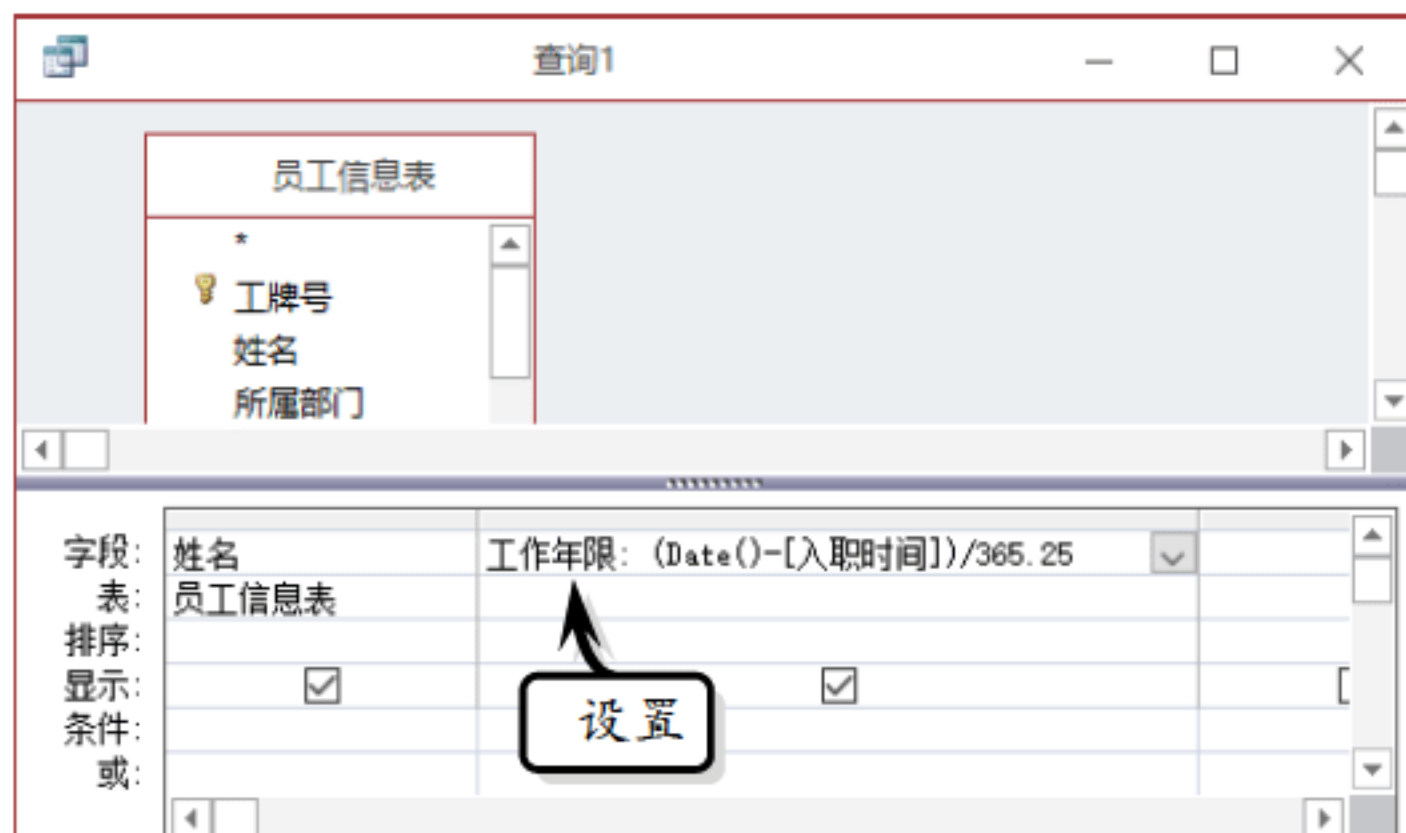 查询1
员工信息表
*
工牌号
姓名
所属部门
字段: 姓名 工作年限: (Date()-[入职时间])/365.25
表: 员工信息表
排序:
显示:
设置
条件:
或: